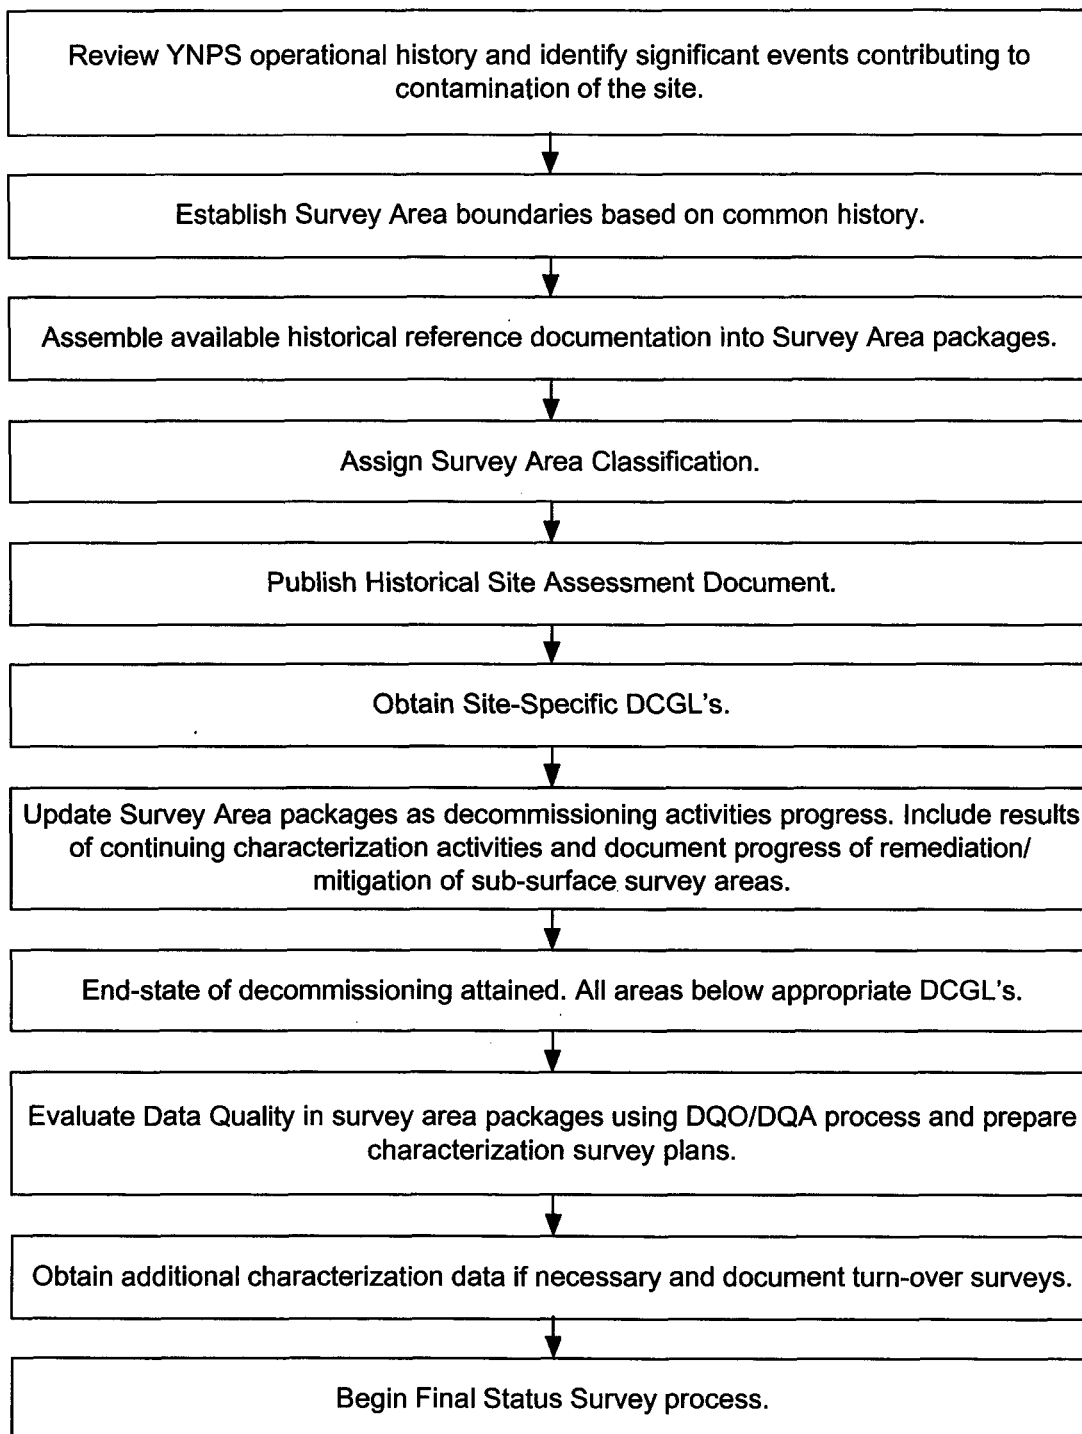 Review YNPS operational history and identify significant events contributing to
contamination of the site.
Establish Survey Area boundaries based on common history.
Assemble available historical reference documentation into Survey Area packages.
Assign Survey Area Classification.
Publish Historical Site Assessment Document.
Obtain Site-Specific DCGL's.
Update Survey Area packages as decommissioning activities progress. Include results
of continuing characterization activities and document progress of remediation/
mitigation of sub-surface survey areas.
End-state of decommissioning attained. All areas below appropriate DCGL's.
Evaluate Data Quality in survey area packages using DQO/DQA process and prepare
characterization survey plans.
Obtain additional characterization data if necessary and document turn-over surveys.
Begin Final Status Survey process.